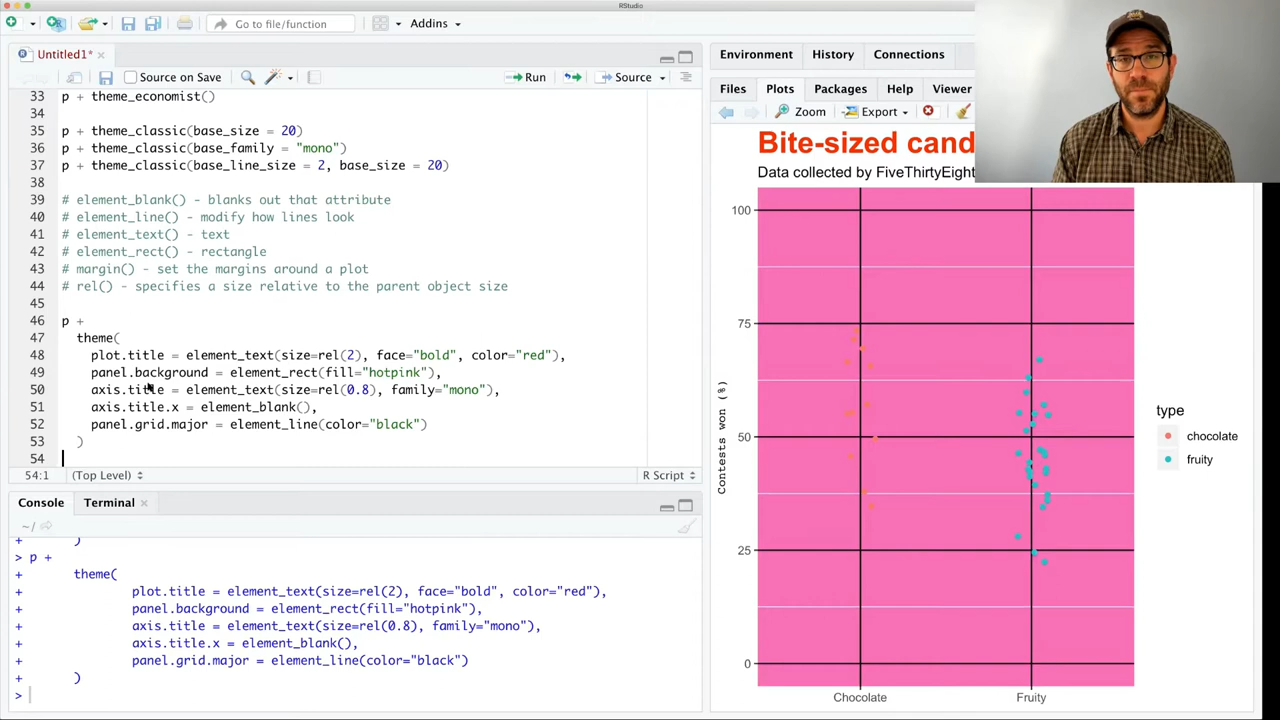 RStudio
Go to file/function
Addins
Untitled1*
Source on Save
Run
Source
33 p + theme_economist()
34
35 p + theme_classic(base_size = 20)
36 p + theme_classic(base_family = "mono")
37 p + theme_classic(base_line_size = 2, base_size = 20)
38
39 # element_blank() - blanks out that attribute
40 # element_line() - modify how lines look
41 # element_text() - text
42 # element_rect() - rectangle
43 # margin() - set the margins around a plot
44 # rel() - specifies a size relative to the parent object size
45
46 p +
47 theme(
48 plot.title = element_text(size=rel(2), face="bold", color="red"),
49 panel.background = element_rect(fill="hotpink"),
50 axis.title = element_text(size=rel(0.8), family="mono"),
51 axis.title.x = element_blank(),
52 panel.grid.major = element_line(color="black")
53 )
54
54:1 (Top Level) R Script
Console Terminal
~/
+ )
> p +
+ theme(
+ plot.title = element_text(size=rel(2), face="bold", color="red"),
+ panel.background = element_rect(fill="hotpink"),
+ axis.title = element_text(size=rel(0.8), family="mono"),
+ axis.title.x = element_blank(),
+ panel.grid.major = element_line(color="black")
+ )
>
Environment History Connections
Files Plots Packages Help Viewer
Zoom Export
Bite-sized cand
Data collected by FiveThirtyEight
100
75
50
25
0
Contests won (%)
Chocolate Fruity
type
chocolate
fruity